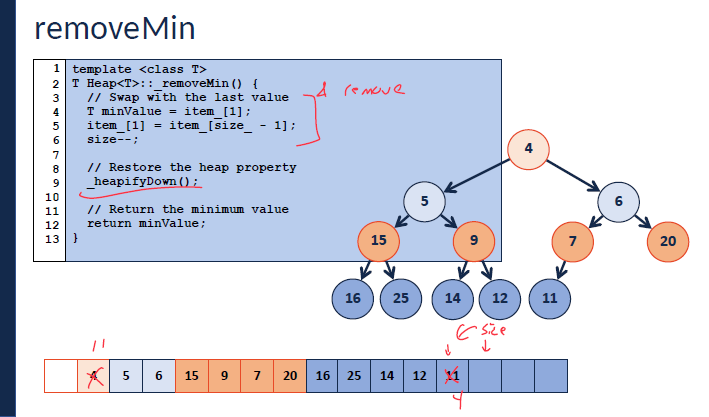 removeMin
1 template <class T>
2 T Heap<T>::_removeMin() {
3 // Swap with the last value
4 T minValue = item_[1];
5 item_[1] = item_[size_ - 1];
6 size--;
7
8 // Restore the heap property
9 _heapifyDown();
10
11 // Return the minimum value
12 return minValue;
13 }
& remove
4
5 6
15 9 7 20
16 25 14 12 11
size
11
4 5 6 15 9 7 20 16 25 14 12 11
4